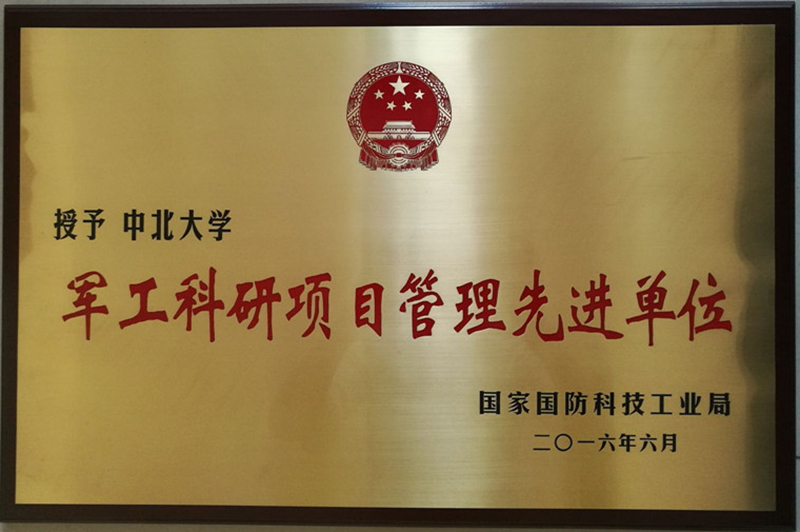 授予 中北大学
军工科研项目管理先进单位
国家国防科技工业局
二〇一六年六月